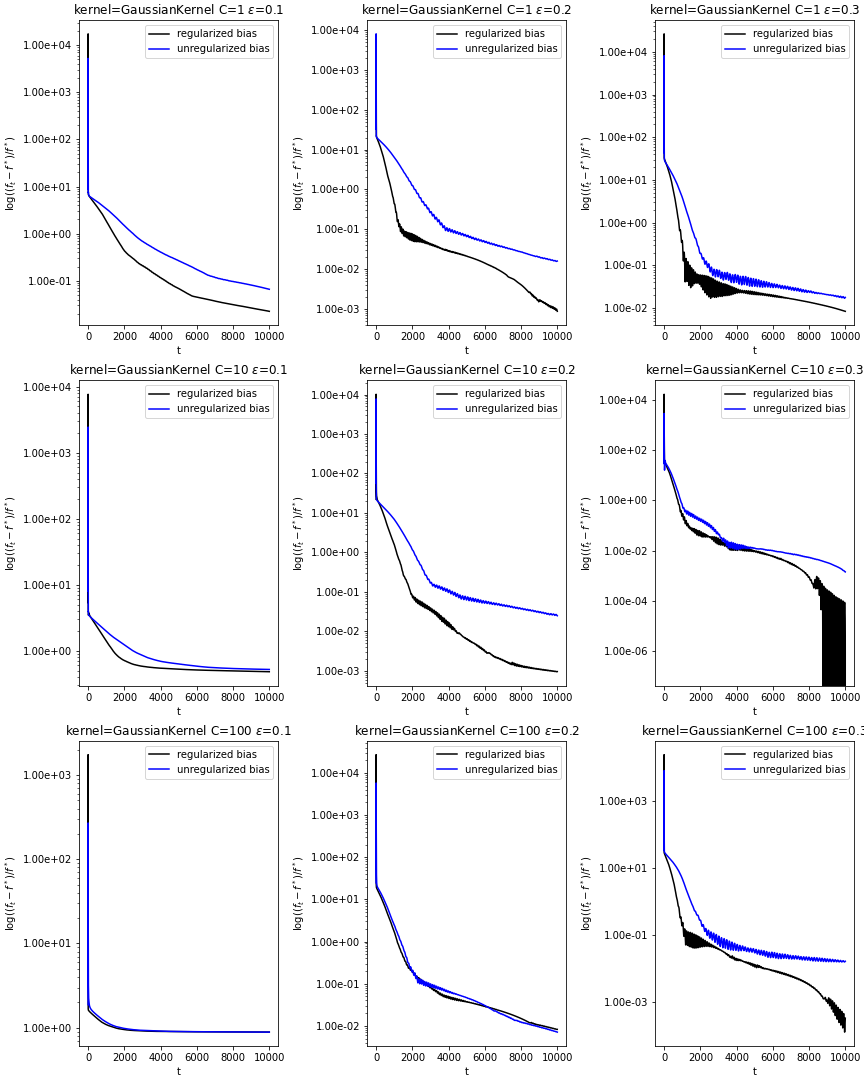 kernel=GaussianKernel C=1 ε=0.1
1.00e+04
1.00e+03
1.00e+02
1.00e+01
1.00e+00
1.00e-01
log((f_t − f*)/f*)
0 2000 4000 6000 8000 10000
t
regularized bias
unregularized bias
kernel=GaussianKernel C=1 ε=0.2
1.00e+04
1.00e+03
1.00e+02
1.00e+01
1.00e+00
1.00e-01
1.00e-02
1.00e-03
log((f_t − f*)/f*)
0 2000 4000 6000 8000 10000
t
regularized bias
unregularized bias
kernel=GaussianKernel C=1 ε=0.3
1.00e+04
1.00e+03
1.00e+02
1.00e+01
1.00e+00
1.00e-01
1.00e-02
log((f_t − f*)/f*)
0 2000 4000 6000 8000 10000
t
regularized bias
unregularized bias
kernel=GaussianKernel C=10 ε=0.1
1.00e+04
1.00e+03
1.00e+02
1.00e+01
1.00e+00
log((f_t − f*)/f*)
0 2000 4000 6000 8000 10000
t
regularized bias
unregularized bias
kernel=GaussianKernel C=10 ε=0.2
1.00e+04
1.00e+03
1.00e+02
1.00e+01
1.00e+00
1.00e-01
1.00e-02
1.00e-03
log((f_t − f*)/f*)
0 2000 4000 6000 8000 10000
t
regularized bias
unregularized bias
kernel=GaussianKernel C=10 ε=0.3
1.00e+04
1.00e+02
1.00e+00
1.00e-02
1.00e-04
1.00e-06
log((f_t − f*)/f*)
0 2000 4000 6000 8000 10000
t
regularized bias
unregularized bias
kernel=GaussianKernel C=100 ε=0.1
1.00e+03
1.00e+02
1.00e+01
1.00e+00
log((f_t − f*)/f*)
0 2000 4000 6000 8000 10000
t
regularized bias
unregularized bias
kernel=GaussianKernel C=100 ε=0.2
1.00e+04
1.00e+03
1.00e+02
1.00e+01
1.00e+00
1.00e-01
1.00e-02
log((f_t − f*)/f*)
0 2000 4000 6000 8000 10000
t
regularized bias
unregularized bias
kernel=GaussianKernel C=100 ε=0.3
1.00e+03
1.00e+01
1.00e-01
1.00e-03
log((f_t − f*)/f*)
0 2000 4000 6000 8000 10000
t
regularized bias
unregularized bias